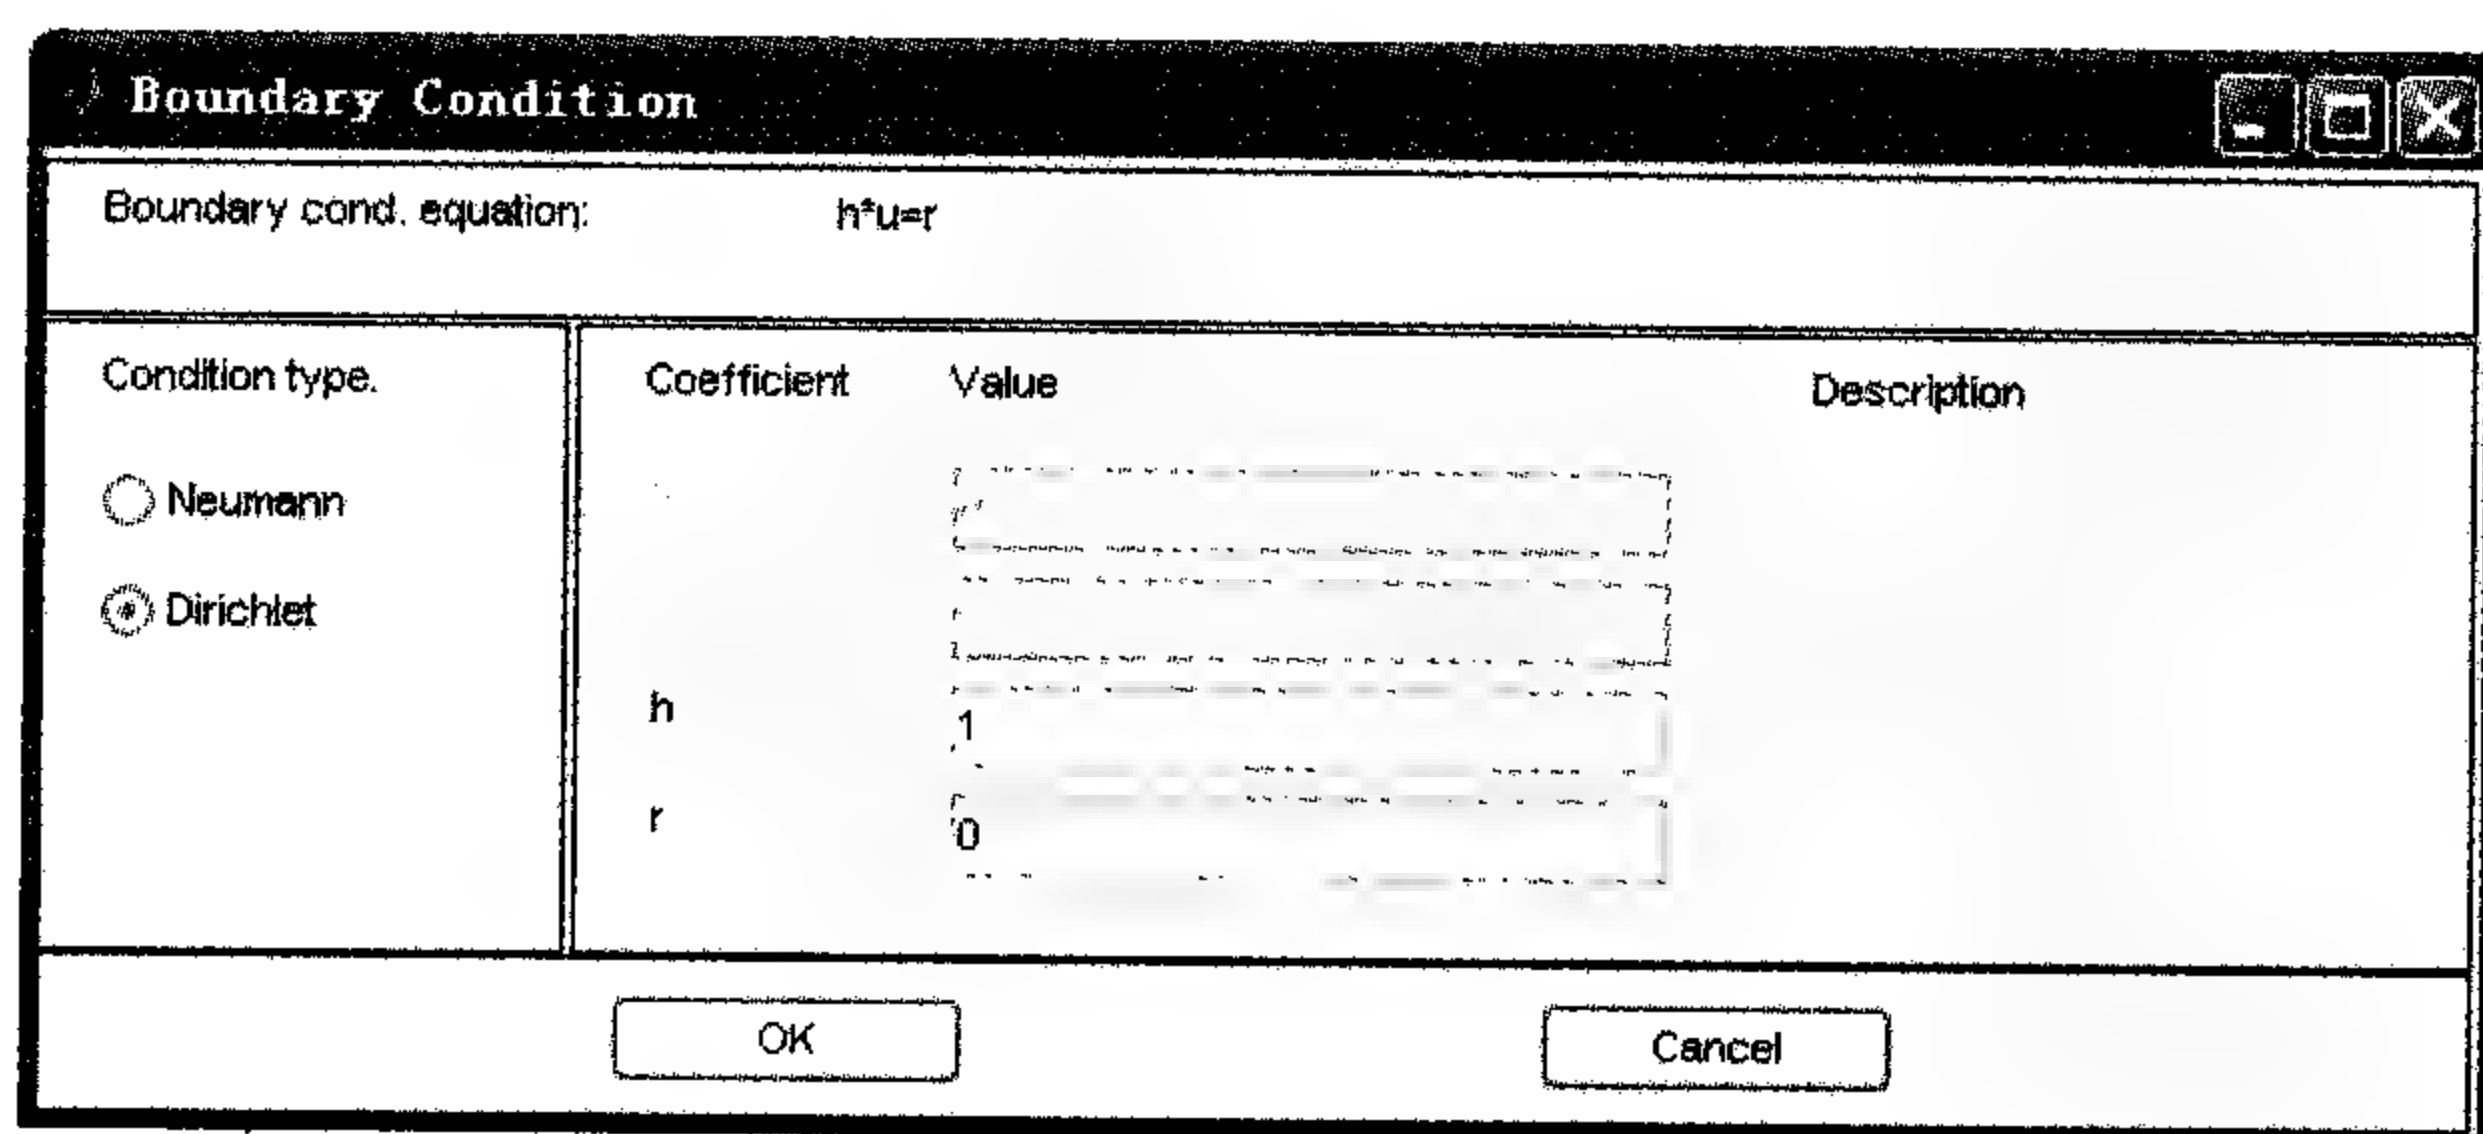 Boundary Condition
Boundary cond. equation: h*u=r
Condition type.
Coefficient Value Description
Neumann
Dirichlet
h 1
r 0
OK Cancel